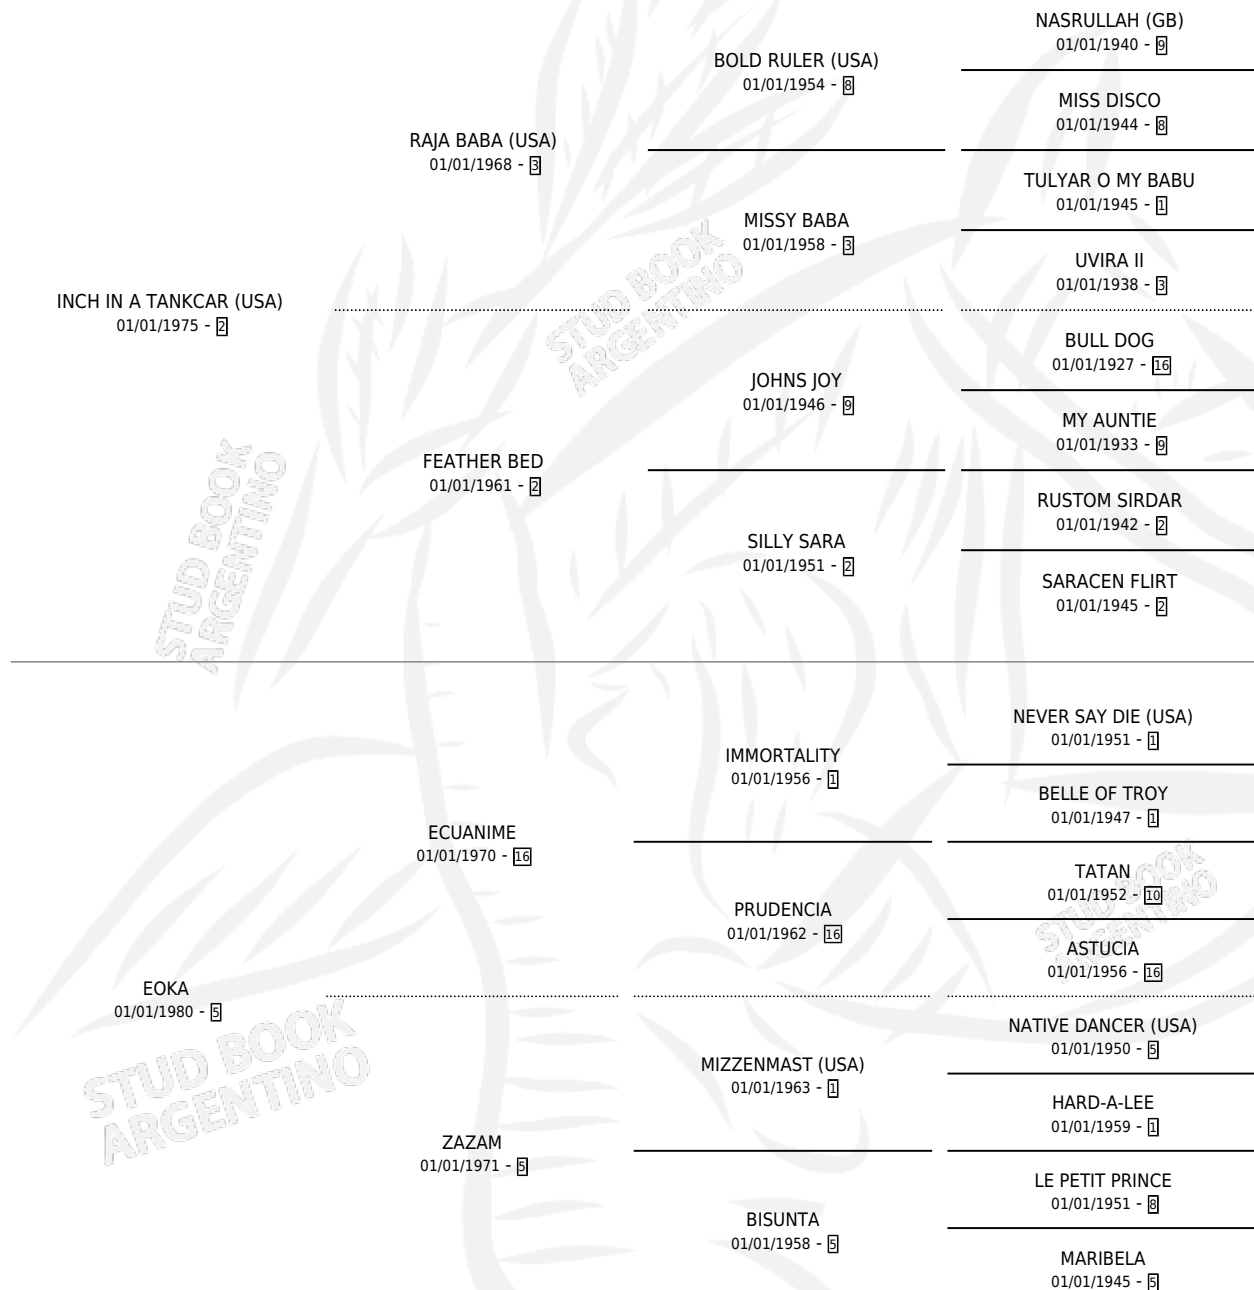 NASRULLAH (GB)
01/01/1940 - 9
BOLD RULER (USA)
01/01/1954 - 8
MISS DISCO
01/01/1944 - 8
RAJA BABA (USA)
01/01/1968 - 3
TULYAR O MY BABU
01/01/1945 - 1
MISSY BABA
01/01/1958 - 3
UVIRA II
01/01/1938 - 3
INCH IN A TANKCAR (USA)
01/01/1975 - 2
BULL DOG
01/01/1927 - 16
JOHNS JOY
01/01/1946 - 9
MY AUNTIE
01/01/1933 - 9
FEATHER BED
01/01/1961 - 2
RUSTOM SIRDAR
01/01/1942 - 2
SILLY SARA
01/01/1951 - 2
SARACEN FLIRT
01/01/1945 - 2
NEVER SAY DIE (USA)
01/01/1951 - 1
IMMORTALITY
01/01/1956 - 1
BELLE OF TROY
01/01/1947 - 1
ECUANIME
01/01/1970 - 16
TATAN
01/01/1952 - 10
PRUDENCIA
01/01/1962 - 16
ASTUCIA
01/01/1956 - 16
EOKA
01/01/1980 - 5
NATIVE DANCER (USA)
01/01/1950 - 5
MIZZENMAST (USA)
01/01/1963 - 1
HARD-A-LEE
01/01/1959 - 1
ZAZAM
01/01/1971 - 5
LE PETIT PRINCE
01/01/1951 - 8
BISUNTA
01/01/1958 - 5
MARIBELA
01/01/1945 - 5
STUD BOOK
ARGENTINO
STUD BOOK
ARGENTINO
STUD BOOK
ARGENTINO
STUD BOOK
ARGENTINO